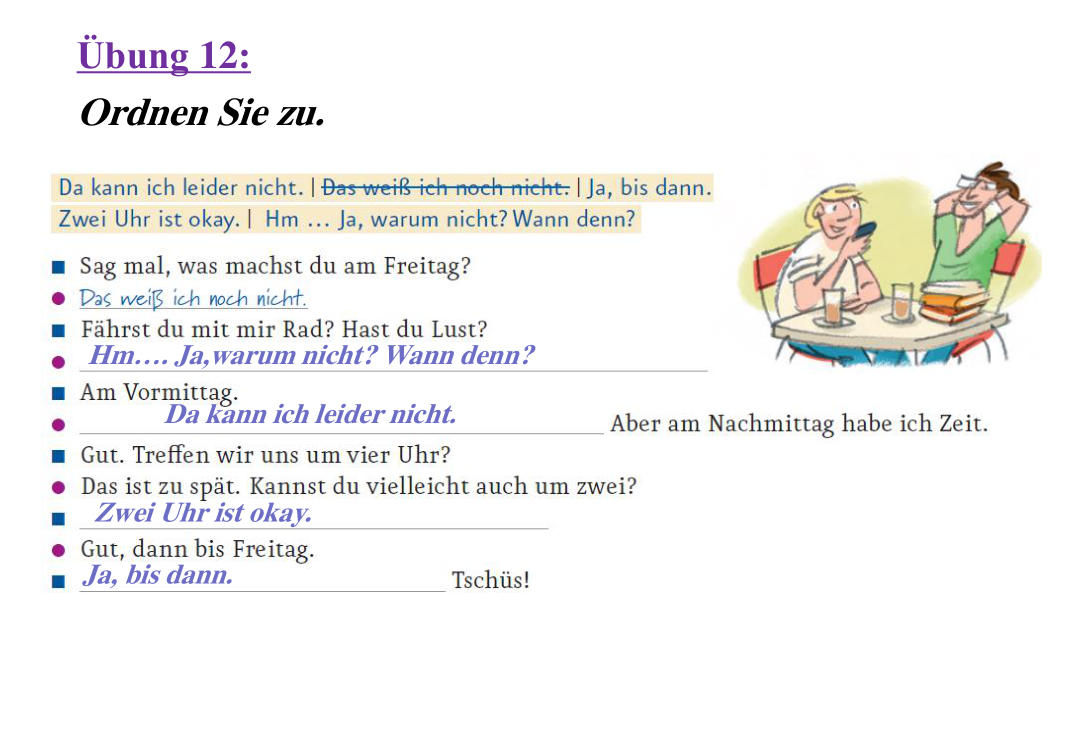 Übung 12:
Ordnen Sie zu.
Da kann ich leider nicht. | Das weiß ich noch nicht. | Ja, bis dann.
Zwei Uhr ist okay. | Hm ... Ja, warum nicht? Wann denn?
■ Sag mal, was machst du am Freitag?
● Das weiß ich noch nicht.
■ Fährst du mit mir Rad? Hast du Lust?
● Hm…. Ja,warum nicht? Wann denn?
■ Am Vormittag.
● Da kann ich leider nicht. Aber am Nachmittag habe ich Zeit.
■ Gut. Treffen wir uns um vier Uhr?
● Das ist zu spät. Kannst du vielleicht auch um zwei?
■ Zwei Uhr ist okay.
● Gut, dann bis Freitag.
■ Ja, bis dann. Tschüs!